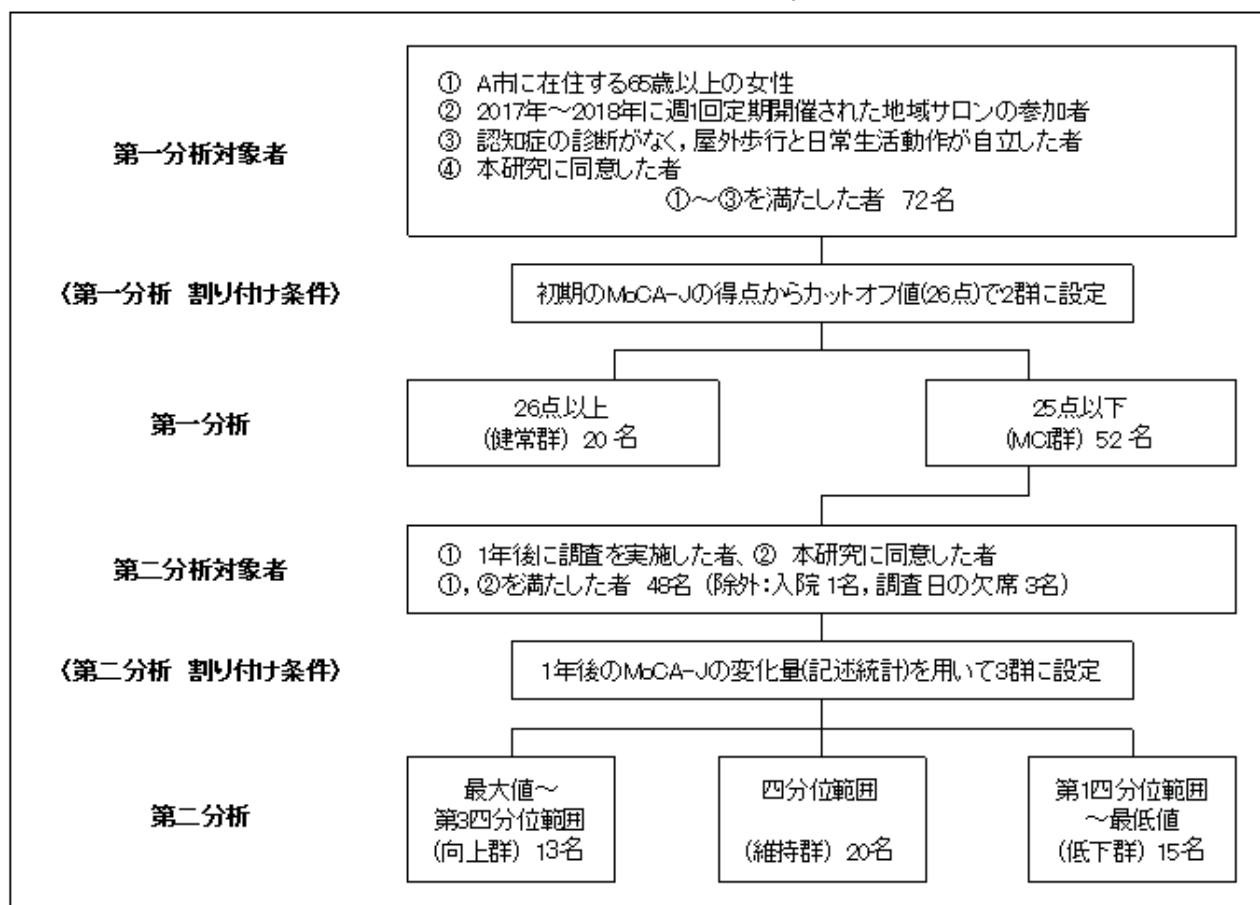 ① A市に在住する65歳以上の女性
② 2017年～2018年に週1回定期開催された地域サロンの参加者
③ 認知症の診断がなく，屋外歩行と日常生活動作が自立した者
④ 本研究に同意した者
①～③を満たした者 72名
第一分析対象者
〈第一分析 割り付け条件〉
初期のMoCA-Jの得点からカットオフ値(26点)で2群に設定
第一分析
26点以上
(健常群) 20 名
25点以下
(MCI群) 52 名
第二分析対象者
① 1年後に調査を実施した者、② 本研究に同意した者
①，②を満たした者 48名 (除外：入院 1名，調査日の欠席 3名)
〈第二分析 割り付け条件〉
1年後のMoCA-Jの変化量(記述統計)を用いて3群に設定
第二分析
最大値～
第3四分位範囲
(向上群) 13名
四分位範囲
(維持群) 20名
第1四分位範囲
～最低値
(低下群) 15名